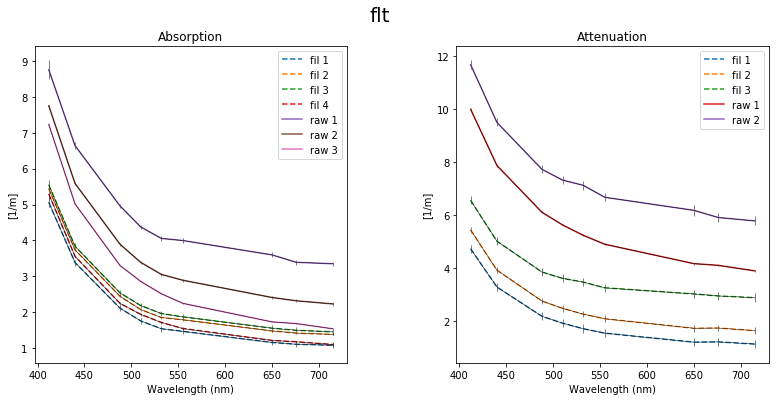 flt
Absorption
[1/m]
9
8
7
6
5
4
3
2
1
400
450
500
550
600
650
700
Wavelength (nm)
fil 1
fil 2
fil 3
fil 4
raw 1
raw 2
raw 3
Attenuation
[1/m]
12
10
8
6
4
2
400
450
500
550
600
650
700
Wavelength (nm)
fil 1
fil 2
fil 3
raw 1
raw 2